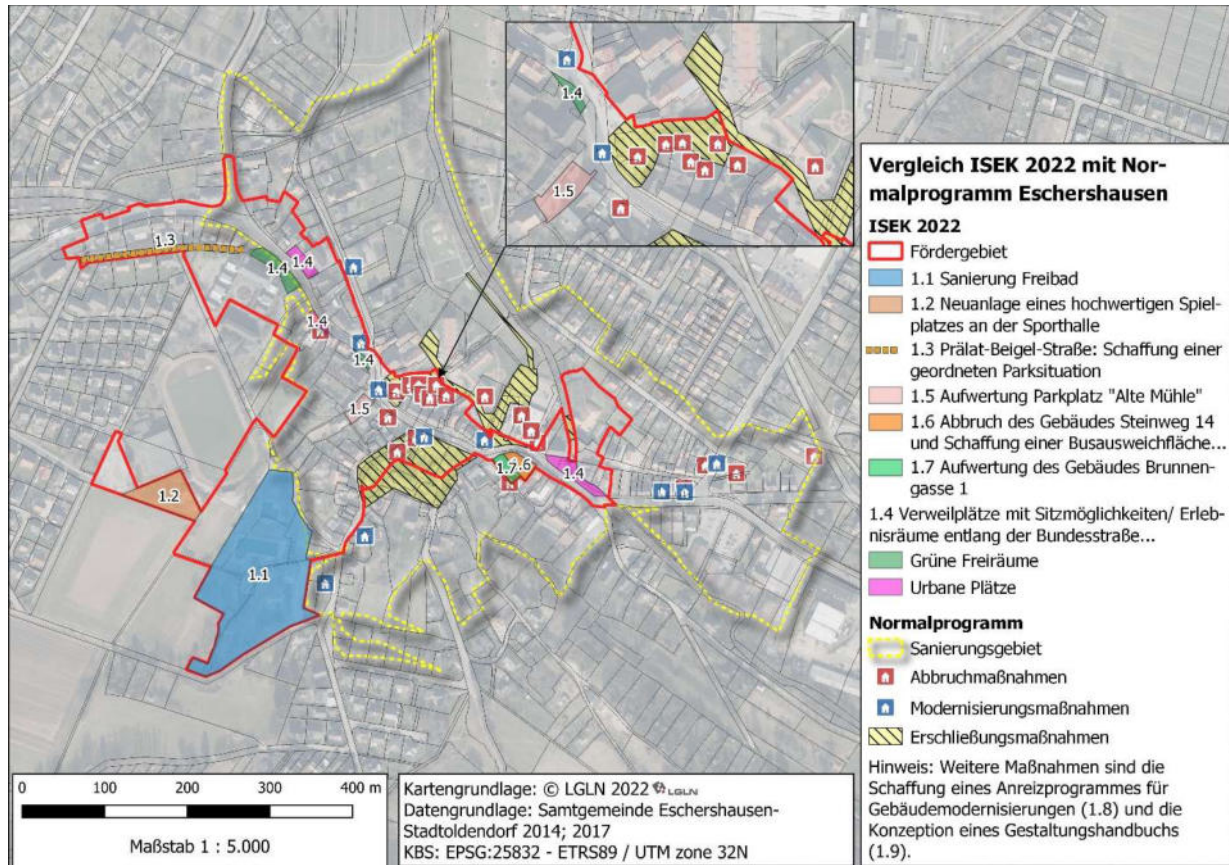 1.4
1.5
1.3
1.4
1.4
1.4
1.4
1.5
1.7
1.6
1.4
1.2
1.1
Vergleich ISEK 2022 mit Nor-
malprogramm Eschershausen
ISEK 2022
Fördergebiet
1.1 Sanierung Freibad
1.2 Neuanlage eines hochwertigen Spiel-
platzes an der Sporthalle
1.3 Prälat-Beigel-Straße: Schaffung einer
geordneten Parksituation
1.5 Aufwertung Parkplatz "Alte Mühle"
1.6 Abbruch des Gebäudes Steinweg 14
und Schaffung einer Busausweichfläche...
1.7 Aufwertung des Gebäudes Brunnen-
gasse 1
1.4 Verweilplätze mit Sitzmöglichkeiten/ Erleb-
nisräume entlang der Bundesstraße...
Grüne Freiräume
Urbane Plätze
Normalprogramm
Sanierungsgebiet
Abbruchmaßnahmen
Modernisierungsmaßnahmen
Erschließungsmaßnahmen
Hinweis: Weitere Maßnahmen sind die
Schaffung eines Anreizprogrammes für
Gebäudemodernisierungen (1.8) und die
Konzeption eines Gestaltungshandbuchs
(1.9).
0 100 200 300 400 m
Maßstab 1 : 5.000
Kartengrundlage: © LGLN 2022 LGLN
Datengrundlage: Samtgemeinde Eschershausen-
Stadtoldendorf 2014; 2017
KBS: EPSG:25832 - ETRS89 / UTM zone 32N